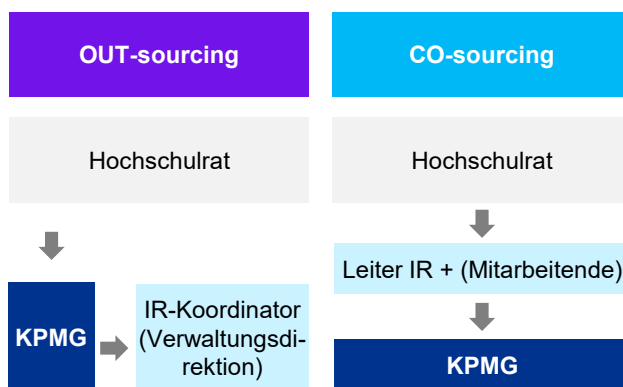 OUT-sourcing
Hochschulrat
KPMG
IR-Koordinator
(Verwaltungsdi-
rektion)
CO-sourcing
Hochschulrat
Leiter IR + (Mitarbeitende)
KPMG